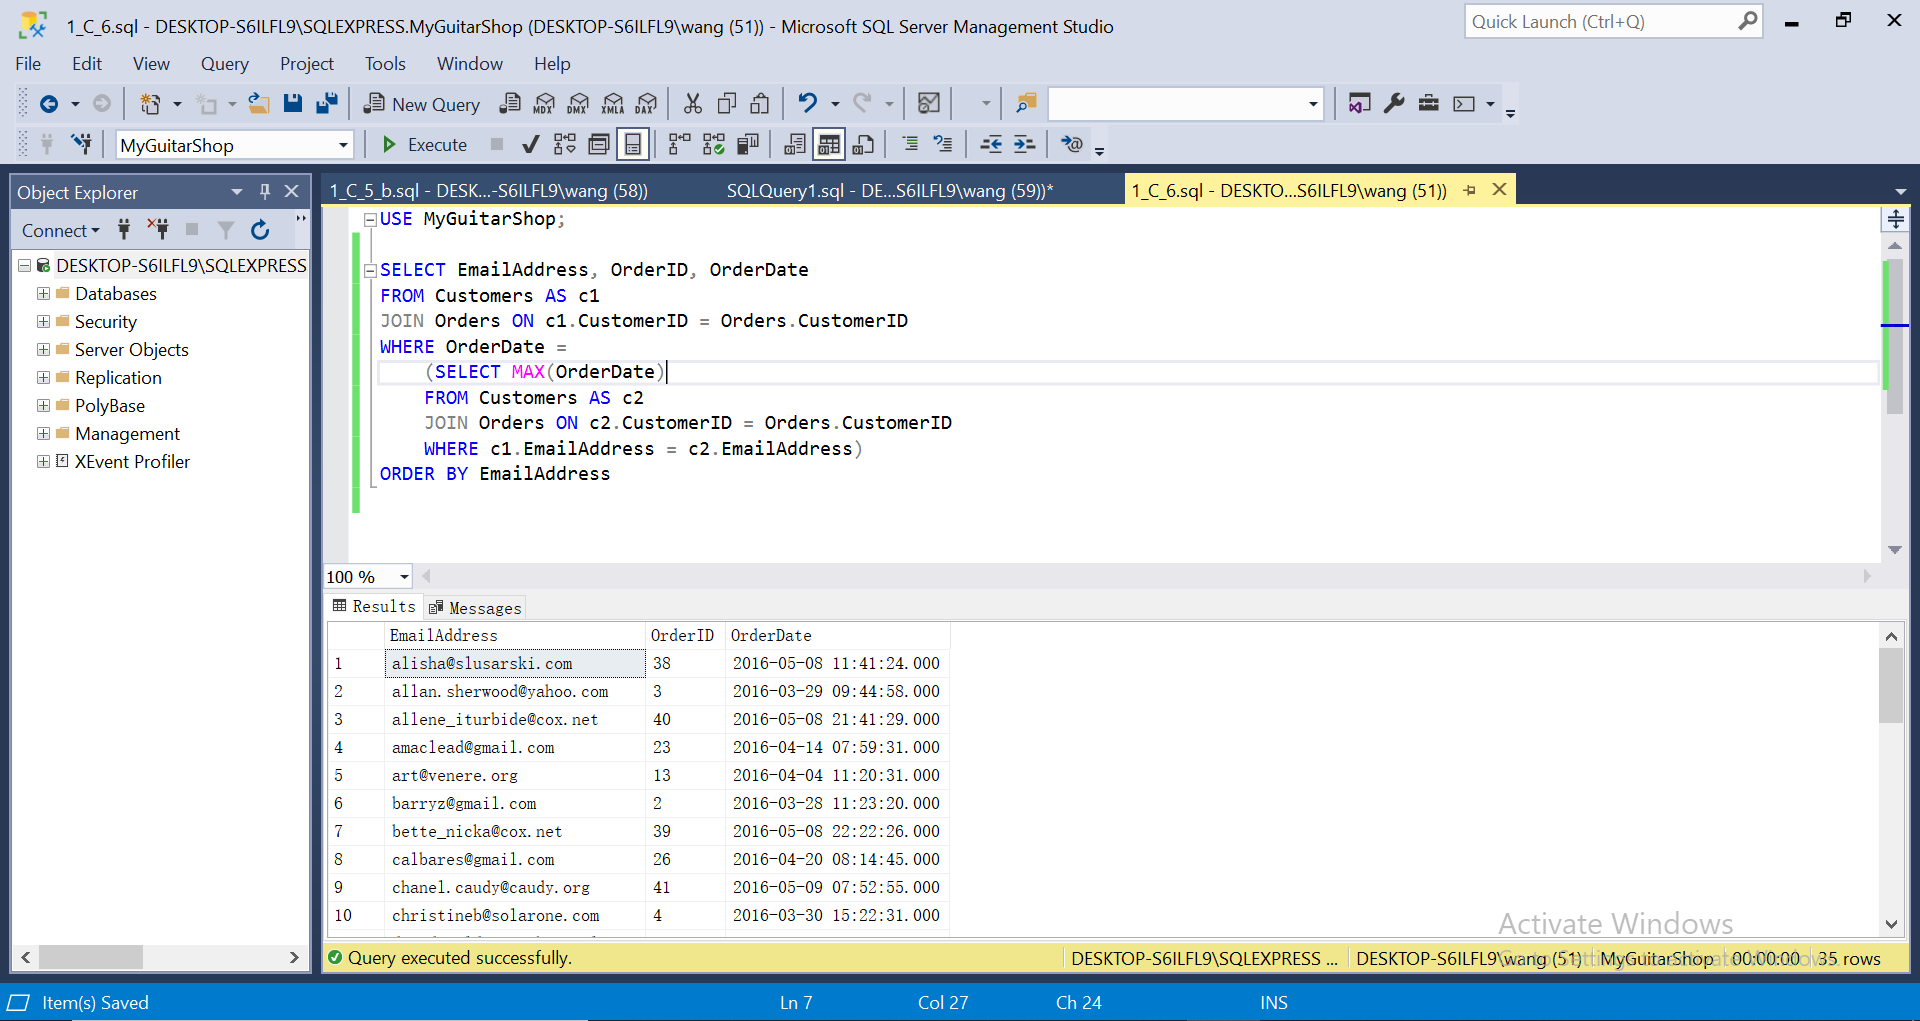 1_C_6.sql - DESKTOP-S6ILFL9\SQLEXPRESS.MyGuitarShop (DESKTOP-S6ILFL9\wang (51)) - Microsoft SQL Server Management Studio
Quick Launch (Ctrl+Q)
File Edit View Query Project Tools Window Help
New Query MDX DMX XMLA DAX
MyGuitarShop Execute
Object Explorer
1_C_5_b.sql - DESK...-S6ILFL9\wang (58))
SQLQuery1.sql - DE...S6ILFL9\wang (59))*
1_C_6.sql - DESKTO...S6ILFL9\wang (51))
Connect
DESKTOP-S6ILFL9\SQLEXPRESS
Databases
Security
Server Objects
Replication
PolyBase
Management
XEvent Profiler
USE MyGuitarShop;
SELECT EmailAddress, OrderID, OrderDate
FROM Customers AS c1
JOIN Orders ON c1.CustomerID = Orders.CustomerID
WHERE OrderDate =
(SELECT MAX(OrderDate)
FROM Customers AS c2
JOIN Orders ON c2.CustomerID = Orders.CustomerID
WHERE c1.EmailAddress = c2.EmailAddress)
ORDER BY EmailAddress
100 %
Results Messages
EmailAddress OrderID OrderDate
1 alisha@slusarski.com 38 2016-05-08 11:41:24.000
2 allan.sherwood@yahoo.com 3 2016-03-29 09:44:58.000
3 allene_iturbide@cox.net 40 2016-05-08 21:41:29.000
4 amaclead@gmail.com 23 2016-04-14 07:59:31.000
5 art@venere.org 13 2016-04-04 11:20:31.000
6 barryz@gmail.com 2 2016-03-28 11:23:20.000
7 bette_nicka@cox.net 39 2016-05-08 22:22:26.000
8 calbares@gmail.com 26 2016-04-20 08:14:45.000
9 chanel.caudy@caudy.org 41 2016-05-09 07:52:55.000
10 christineb@solarone.com 4 2016-03-30 15:22:31.000
Activate Windows
Go to Settings to activate Windows.
Query executed successfully.
DESKTOP-S6ILFL9\SQLEXPRESS ... DESKTOP-S6ILFL9\wang (51) MyGuitarShop 00:00:00 35 rows
Item(s) Saved Ln 7 Col 27 Ch 24 INS